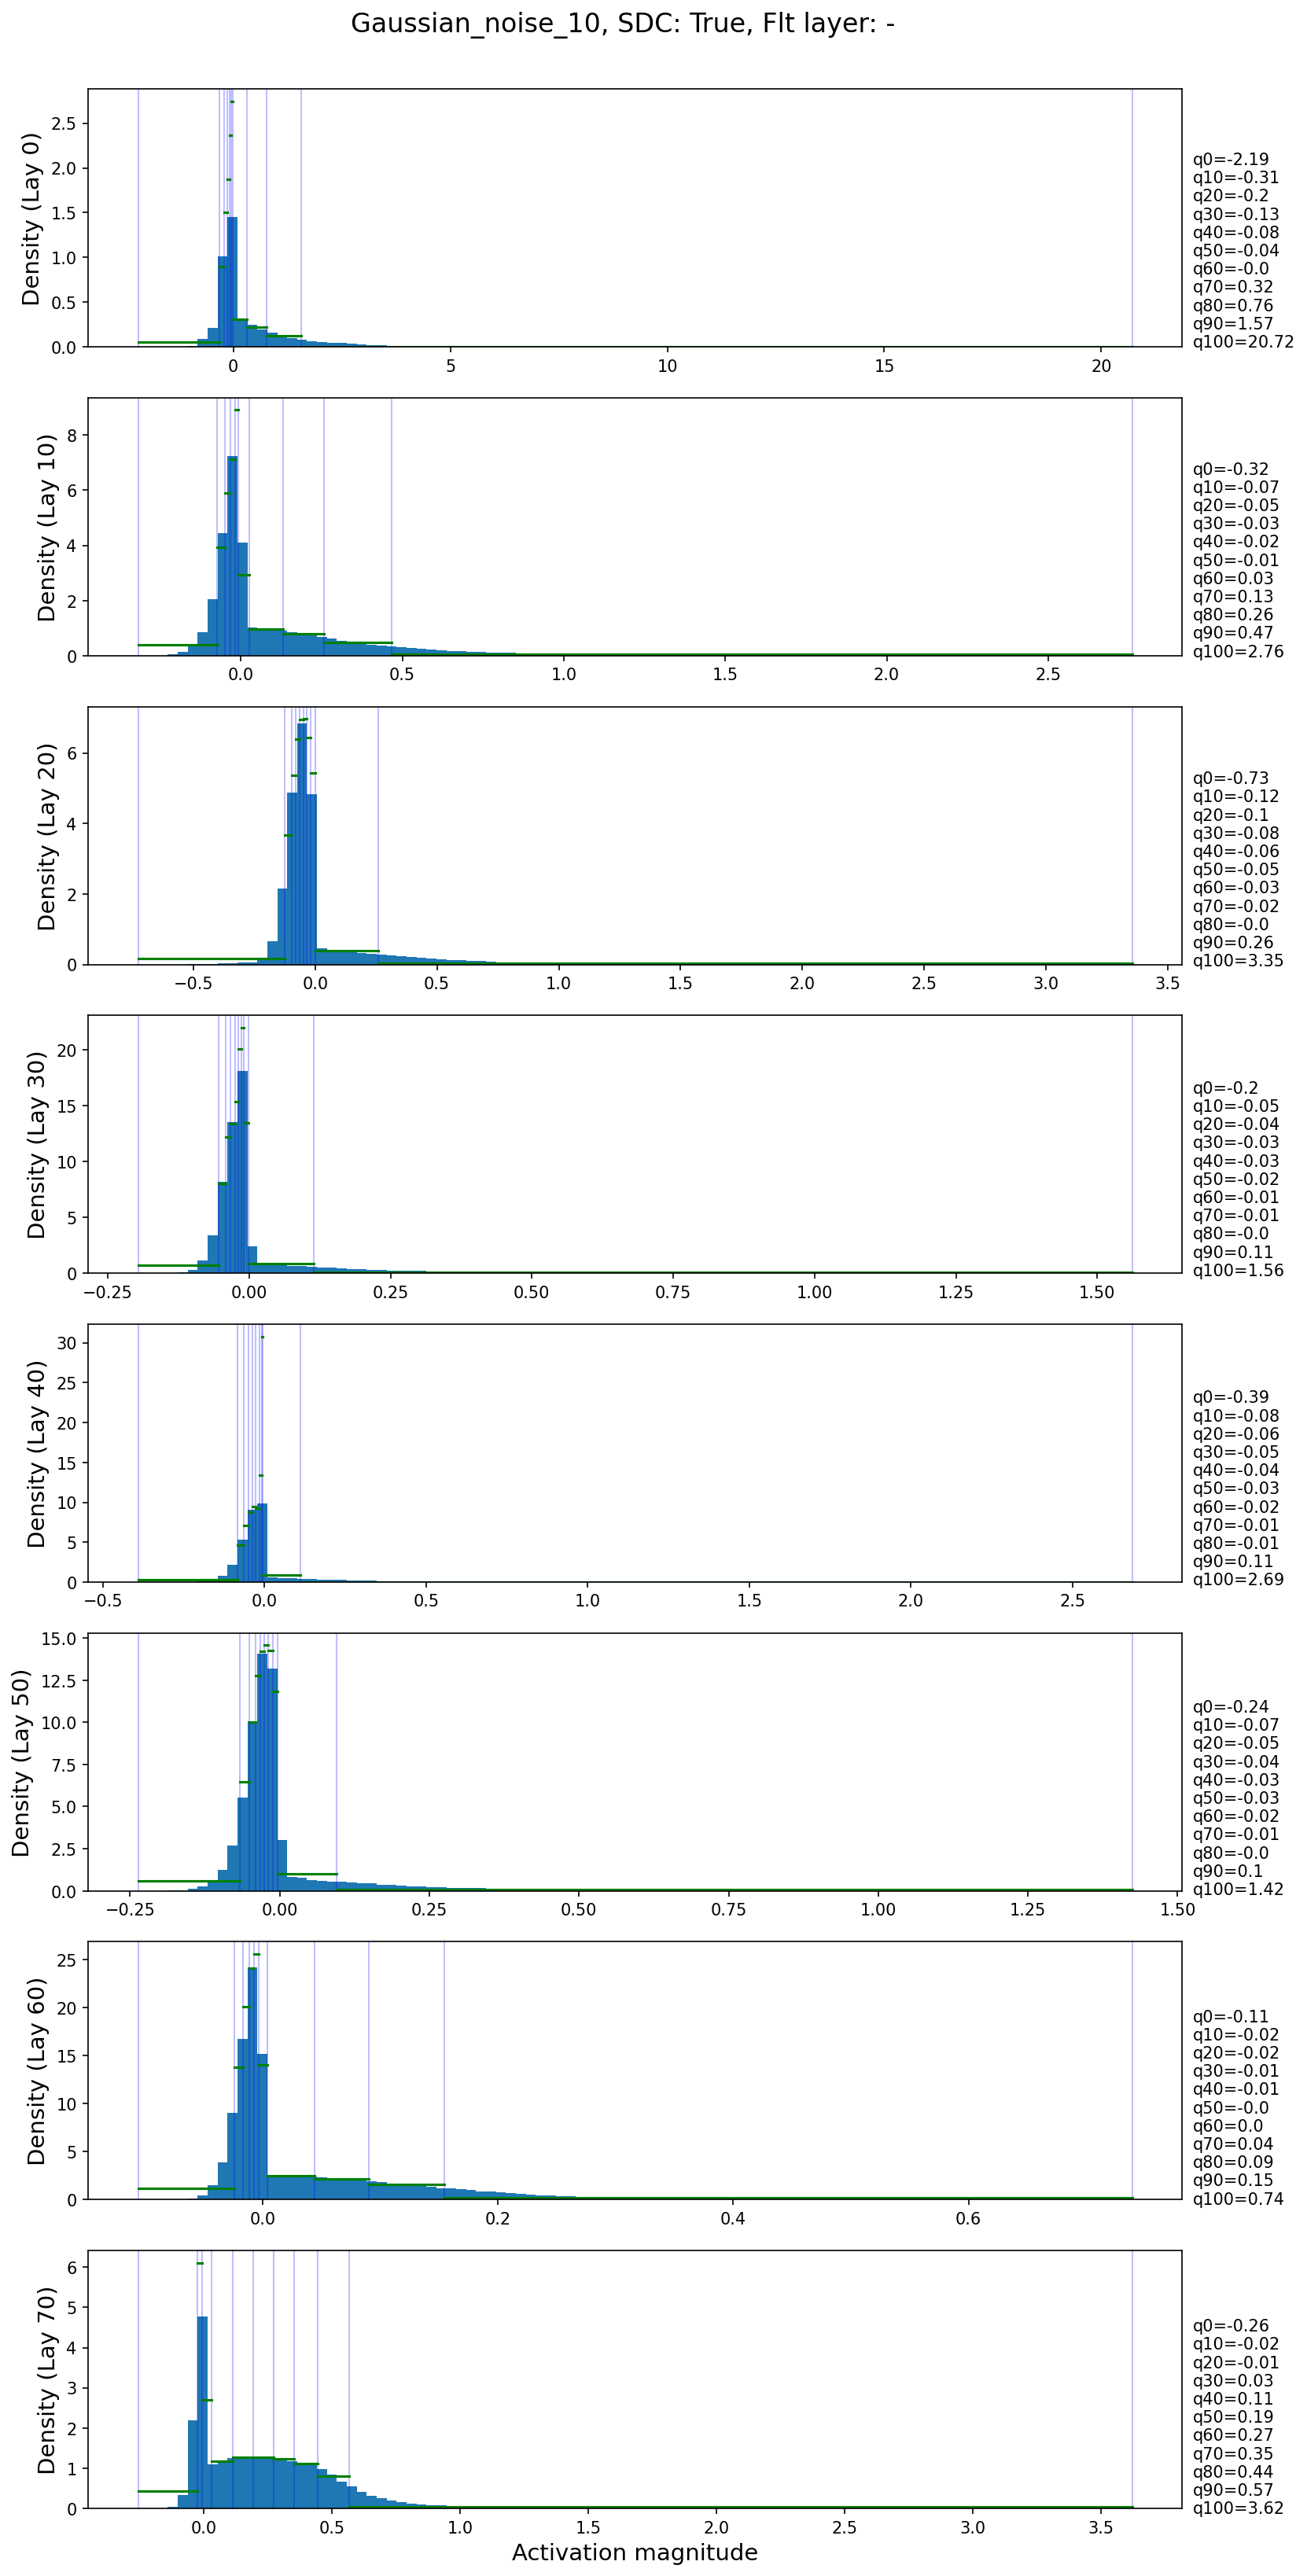 Gaussian_noise_10, SDC: True, Flt layer: -
Density (Lay 0)
2.5
2.0
1.5
1.0
0.5
0.0
0 5 10 15 20
q0=-2.19
q10=-0.31
q20=-0.2
q30=-0.13
q40=-0.08
q50=-0.04
q60=-0.0
q70=0.32
q80=0.76
q90=1.57
q100=20.72
Density (Lay 10)
8
6
4
2
0
0.0 0.5 1.0 1.5 2.0 2.5
q0=-0.32
q10=-0.07
q20=-0.05
q30=-0.03
q40=-0.02
q50=-0.01
q60=0.03
q70=0.13
q80=0.26
q90=0.47
q100=2.76
Density (Lay 20)
6
4
2
0
−0.5 0.0 0.5 1.0 1.5 2.0 2.5 3.0 3.5
q0=-0.73
q10=-0.12
q20=-0.1
q30=-0.08
q40=-0.06
q50=-0.05
q60=-0.03
q70=-0.02
q80=-0.0
q90=0.26
q100=3.35
Density (Lay 30)
20
15
10
5
0
−0.25 0.00 0.25 0.50 0.75 1.00 1.25 1.50
q0=-0.2
q10=-0.05
q20=-0.04
q30=-0.03
q40=-0.03
q50=-0.02
q60=-0.01
q70=-0.01
q80=-0.0
q90=0.11
q100=1.56
Density (Lay 40)
30
25
20
15
10
5
0
−0.5 0.0 0.5 1.0 1.5 2.0 2.5
q0=-0.39
q10=-0.08
q20=-0.06
q30=-0.05
q40=-0.04
q50=-0.03
q60=-0.02
q70=-0.01
q80=-0.01
q90=0.11
q100=2.69
Density (Lay 50)
15.0
12.5
10.0
7.5
5.0
2.5
0.0
−0.25 0.00 0.25 0.50 0.75 1.00 1.25 1.50
q0=-0.24
q10=-0.07
q20=-0.05
q30=-0.04
q40=-0.03
q50=-0.03
q60=-0.02
q70=-0.01
q80=-0.0
q90=0.1
q100=1.42
Density (Lay 60)
25
20
15
10
5
0
0.0 0.2 0.4 0.6
q0=-0.11
q10=-0.02
q20=-0.02
q30=-0.01
q40=-0.01
q50=-0.0
q60=0.0
q70=0.04
q80=0.09
q90=0.15
q100=0.74
Density (Lay 70)
6
5
4
3
2
1
0
0.0 0.5 1.0 1.5 2.0 2.5 3.0 3.5
q0=-0.26
q10=-0.02
q20=-0.01
q30=0.03
q40=0.11
q50=0.19
q60=0.27
q70=0.35
q80=0.44
q90=0.57
q100=3.62
Activation magnitude